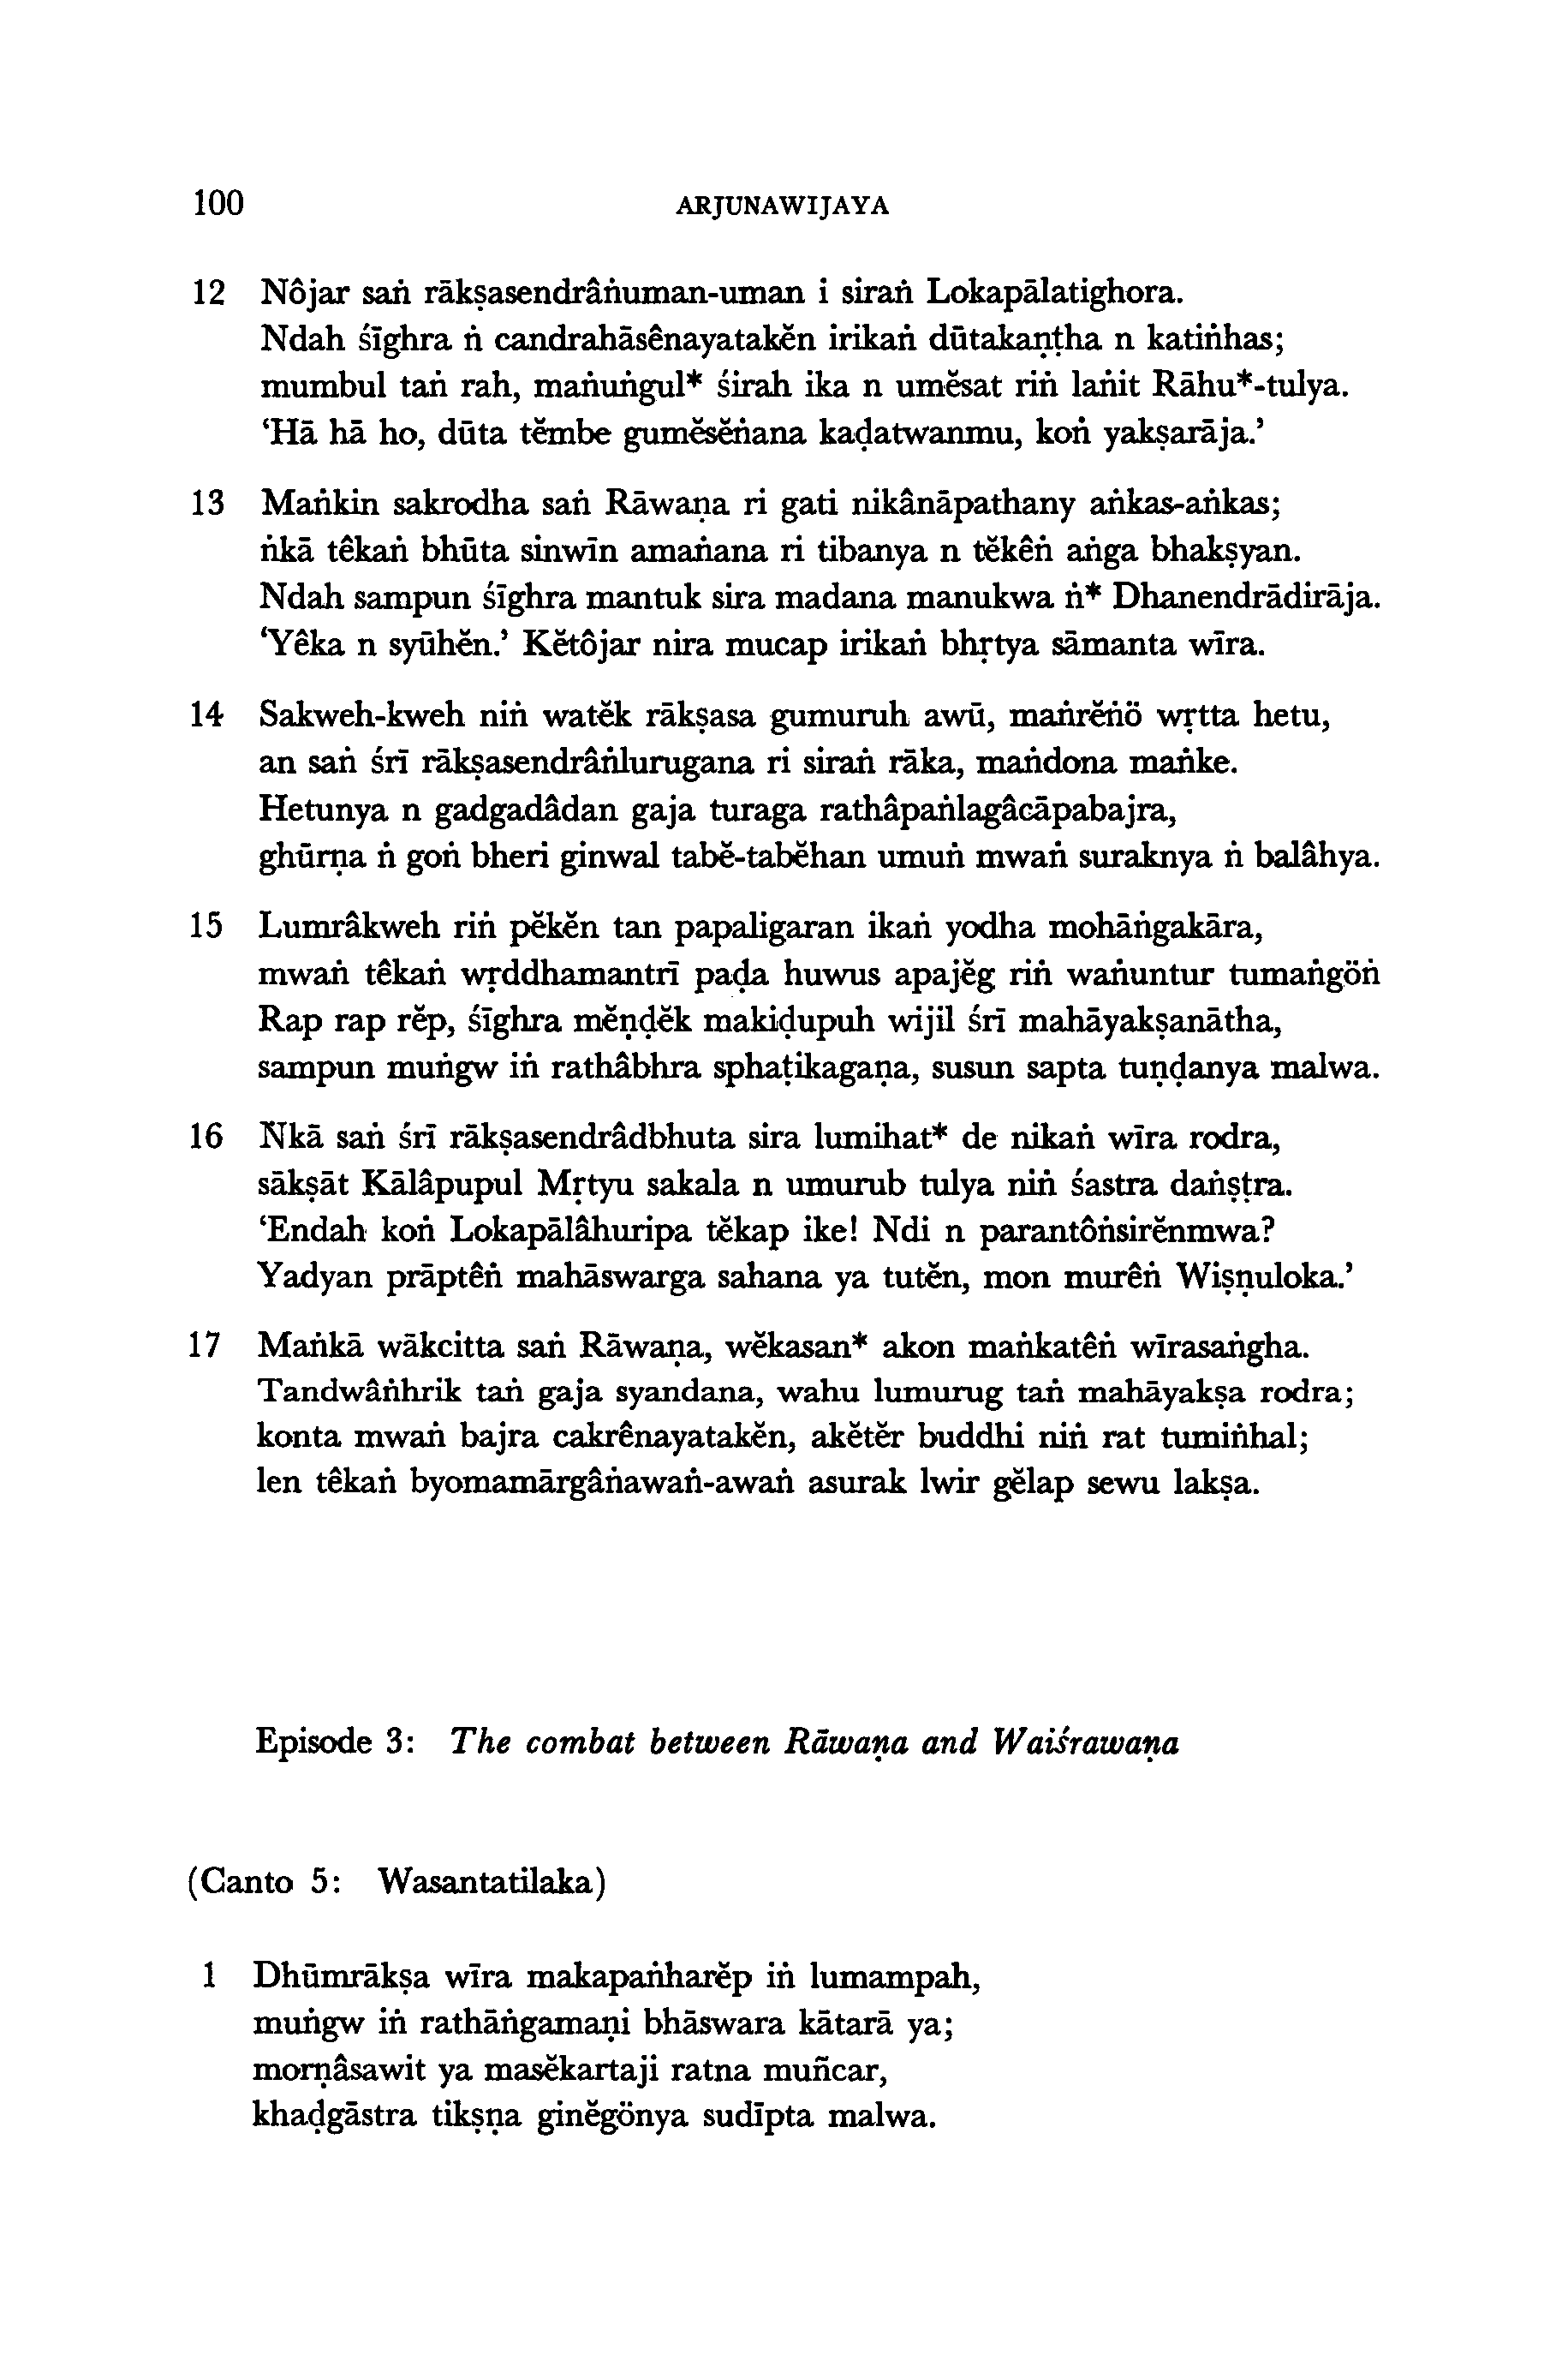 100 ARJUNAWIJAYA
12 Nôjar saṅ rākṣasendrâṅuman-uman i siraṅ Lokapālatighora.
Ndah śīghra ṅ candrahāsênayatakĕn irikaṅ dūtakaṇṭha n katiṅhas;
mumbul taṅ rah, maṅuṅgul* śirah ika n umĕsat riṅ laṅit Rāhu*-tulya.
‘Hā hā ho, dūta tĕmbe gumĕsĕṅana kaḍatwanmu, koṅ yakṣarāja.’
13 Maṅkin sakrodha saṅ Rāwaṇa ri gati nikânāpathany aṅkas-aṅkas;
ṅkā têkaṅ bhūta sinwīn amaṅana ri tibanya n tĕkêṅ aṅga bhakṣyan.
Ndah sampun śīghra mantuk sira madana manukwa ṅ* Dhanendrādirāja.
‘Yêka n syūhĕn.’ Kĕtôjar nira mucap irikaṅ bhṛtya sāmanta wīra.
14 Sakweh-kweh niṅ watĕk rākṣasa gumuruh awū, maṅrĕṅö wṛtta hetu,
an saṅ śrī rākṣasendrâṅlurugana ri siraṅ rāka, maṅdona maṅke.
Hetunya n gadgadâdan gaja turaga rathâpaṅlagâcāpabajra,
ghūrṇa ṅ goṅ bheri ginwal tabĕ-tabĕhan umuṅ mwaṅ suraknya ṅ balâhya.
15 Lumrâkweh riṅ pĕkĕn tan papaligaran ikaṅ yodha mohāṅgakāra,
mwaṅ têkaṅ wṛddhamantrī paḍa huwus apajĕg riṅ waṅuntur tumaṅgöṅ
Rap rap rĕp, śīghra mĕṇḍĕk makiḍupuh wijil śrī mahāyakṣanātha,
sampun muṅgw iṅ rathâbhra sphaṭikagaṇa, susun sapta tuṇḍanya malwa.
16 Ṅkā saṅ śrī rākṣasendrâdbhuta sira lumihat* de nikaṅ wīra rodra,
sākṣāt Kālâpupul Mṛtyu sakala n umurub tulya niṅ śastra daṅṣṭra.
‘Endah koṅ Lokapālâhuripa tĕkap ike! Ndi n parantôṅsirĕnmwa?
Yadyan prāptêṅ mahāswarga sahana ya tutĕn, mon murêṅ Wiṣṇuloka.’
17 Maṅkā wākcitta saṅ Rāwaṇa, wĕkasan* akon maṅkatêṅ wīrasaṅgha.
Tandwâṅhrik taṅ gaja syandana, wahu lumurug taṅ mahāyakṣa rodra;
konta mwaṅ bajra cakrênayatakĕn, akĕtĕr buddhi niṅ rat tumiṅhal;
len têkaṅ byomamārgâṅawaṅ-awaṅ asurak lwir gĕlap sewu lakṣa.
Episode 3: The combat between Rāwaṇa and Waiśrawaṇa
(Canto 5: Wasantatilaka)
1 Dhūmrākṣa wīra makapaṅharĕp iṅ lumampah,
muṅgw iṅ rathāṅgamaṇi bhāswara kātarā ya;
morṇâsawit ya masĕkartaji ratna muñcar,
khaḍgāstra tikṣṇa ginĕgönya sudīpta malwa.